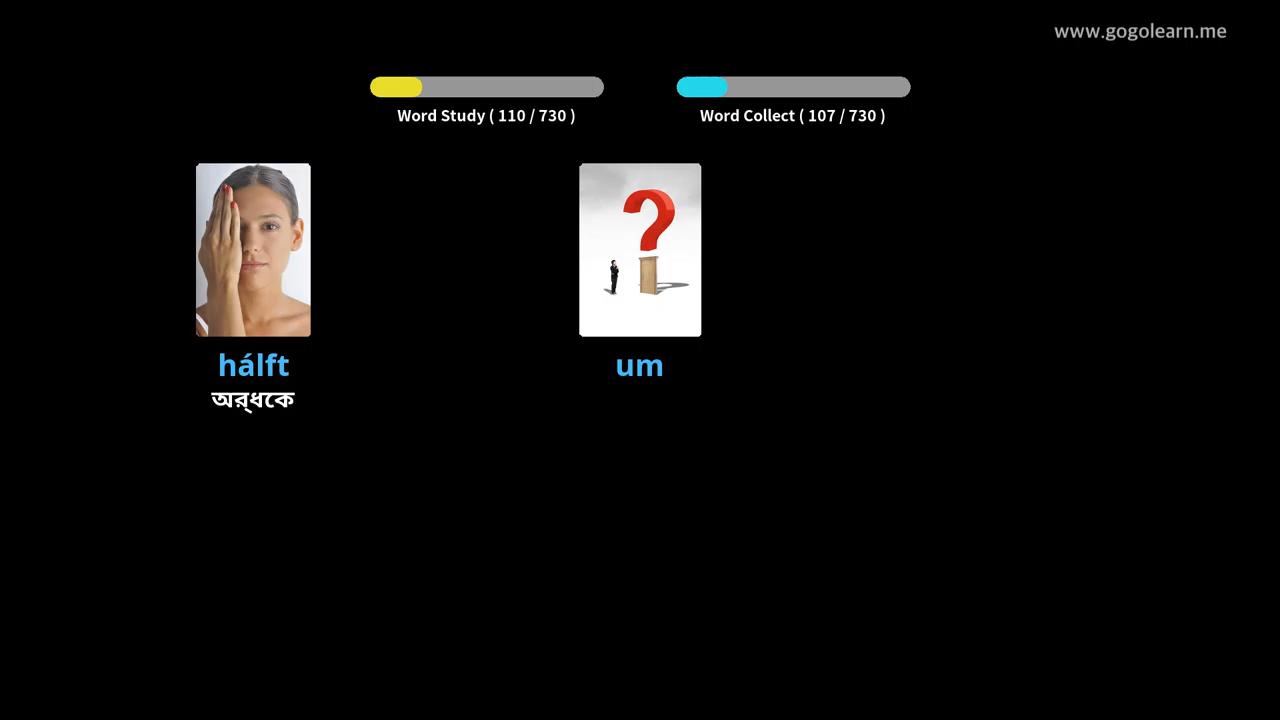 www.gogolearn.me
Word Study ( 110 / 730 )
Word Collect ( 107 / 730 )
hálft
অর্ধকে
um